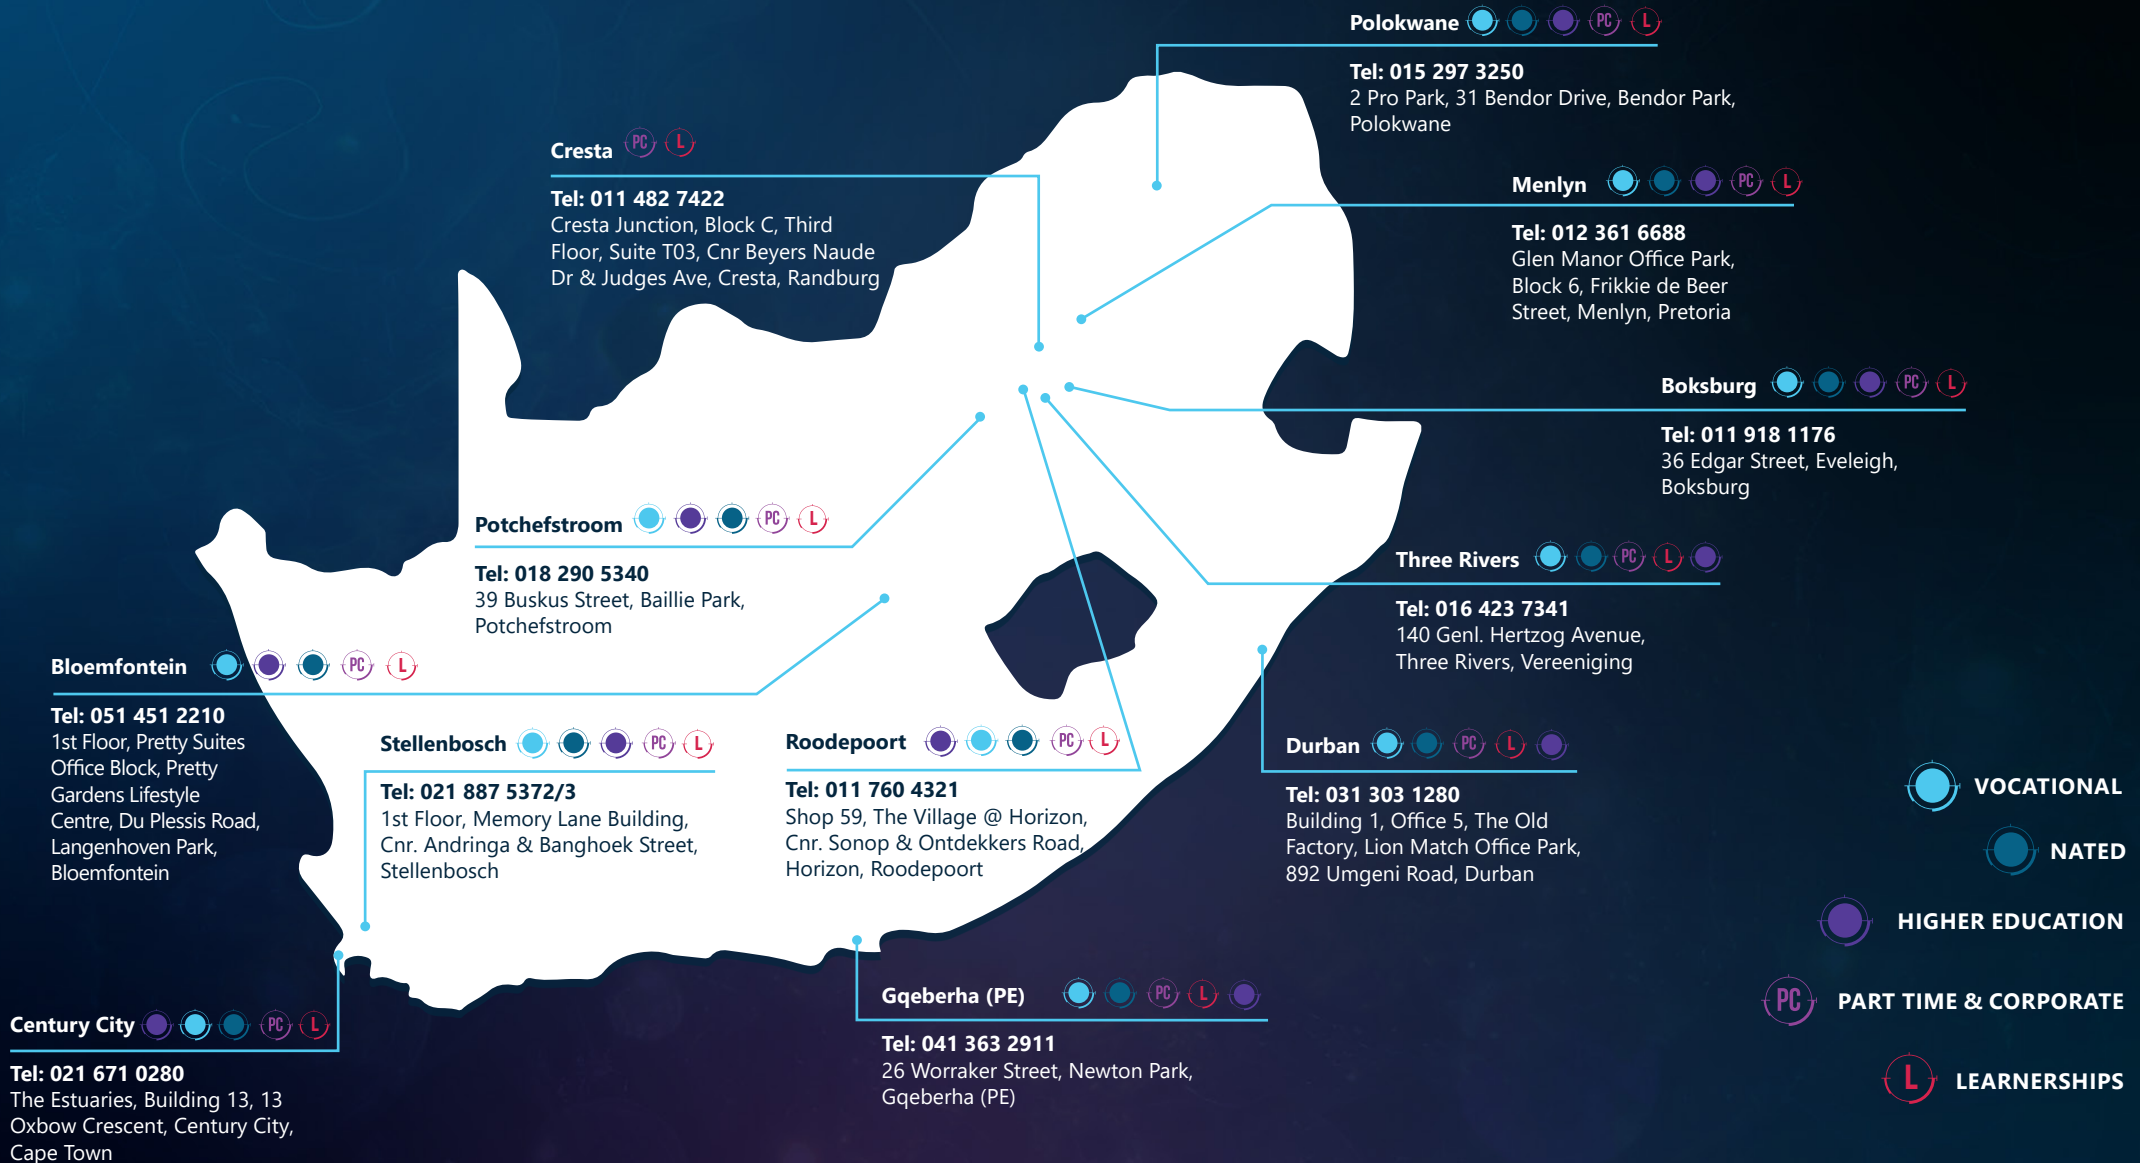 Polokwane PC L
Tel: 015 297 3250
2 Pro Park, 31 Bendor Drive, Bendor Park,
Polokwane
Cresta PC L
Tel: 011 482 7422
Cresta Junction, Block C, Third
Floor, Suite T03, Cnr Beyers Naude
Dr & Judges Ave, Cresta, Randburg
Menlyn PC L
Tel: 012 361 6688
Glen Manor Office Park,
Block 6, Frikkie de Beer
Street, Menlyn, Pretoria
Boksburg PC L
Tel: 011 918 1176
36 Edgar Street, Eveleigh,
Boksburg
Potchefstroom PC L
Tel: 018 290 5340
39 Buskus Street, Baillie Park,
Potchefstroom
Three Rivers PC L
Tel: 016 423 7341
140 Genl. Hertzog Avenue,
Three Rivers, Vereeniging
Bloemfontein PC L
Tel: 051 451 2210
1st Floor, Pretty Suites
Office Block, Pretty
Gardens Lifestyle
Centre, Du Plessis Road,
Langenhoven Park,
Bloemfontein
Stellenbosch PC L
Tel: 021 887 5372/3
1st Floor, Memory Lane Building,
Cnr. Andringa & Banghoek Street,
Stellenbosch
Roodepoort PC L
Tel: 011 760 4321
Shop 59, The Village @ Horizon,
Cnr. Sonop & Ontdekkers Road,
Horizon, Roodepoort
Durban PC L
Tel: 031 303 1280
Building 1, Office 5, The Old
Factory, Lion Match Office Park,
892 Umgeni Road, Durban
Gqeberha (PE) PC L
Tel: 041 363 2911
26 Worraker Street, Newton Park,
Gqeberha (PE)
Century City PC L
Tel: 021 671 0280
The Estuaries, Building 13, 13
Oxbow Crescent, Century City,
Cape Town
VOCATIONAL
NATED
HIGHER EDUCATION
PC PART TIME & CORPORATE
L LEARNERSHIPS